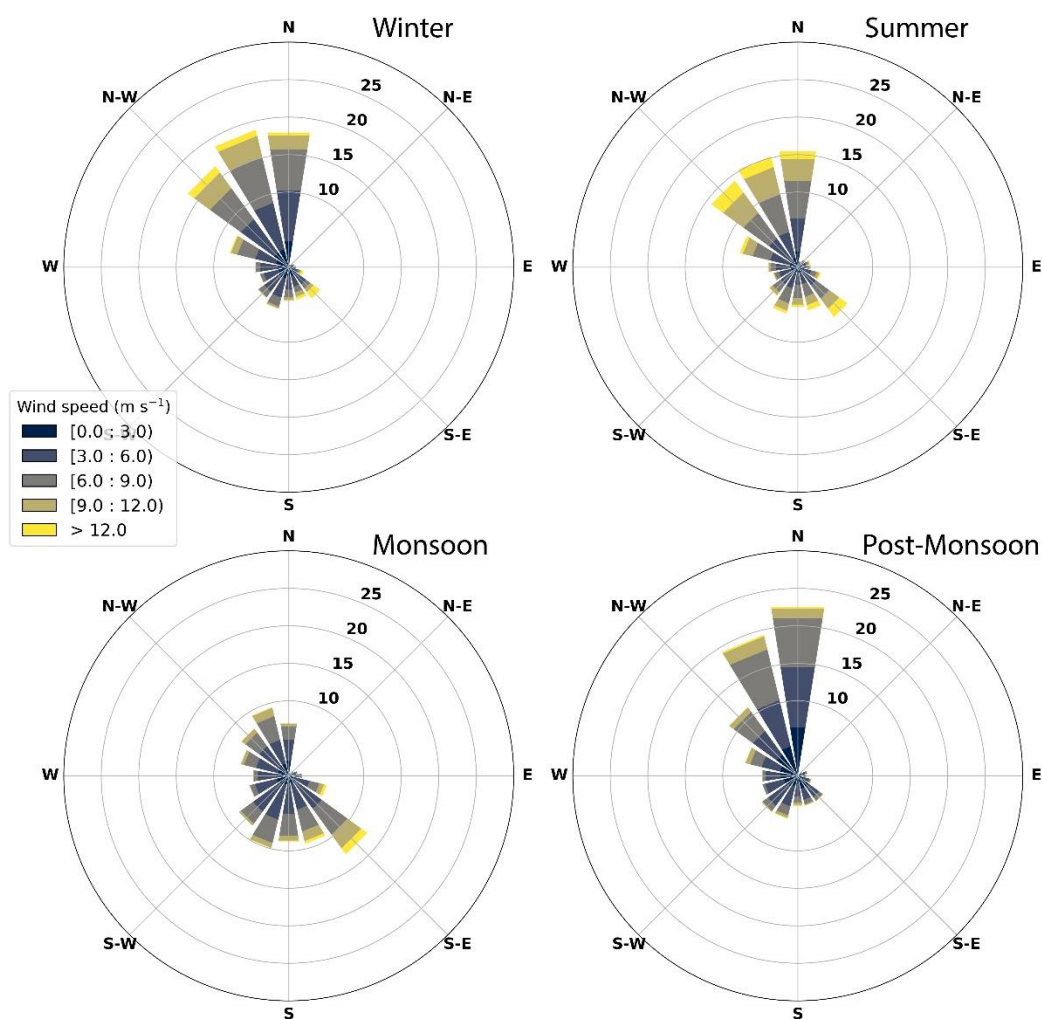 N
Winter
25
N-W
N-E
20
15
10
W
E
S-E
S
N
Summer
25
N-W
N-E
20
15
10
W
E
S-W
S-E
S
Wind speed (m s⁻¹)
[0.0 : 3.0)
[3.0 : 6.0)
[6.0 : 9.0)
[9.0 : 12.0)
> 12.0
N
Monsoon
25
N-W
N-E
20
15
10
W
E
S-W
S-E
S
N
Post-Monsoon
25
N-W
N-E
20
15
10
W
E
S-W
S-E
S